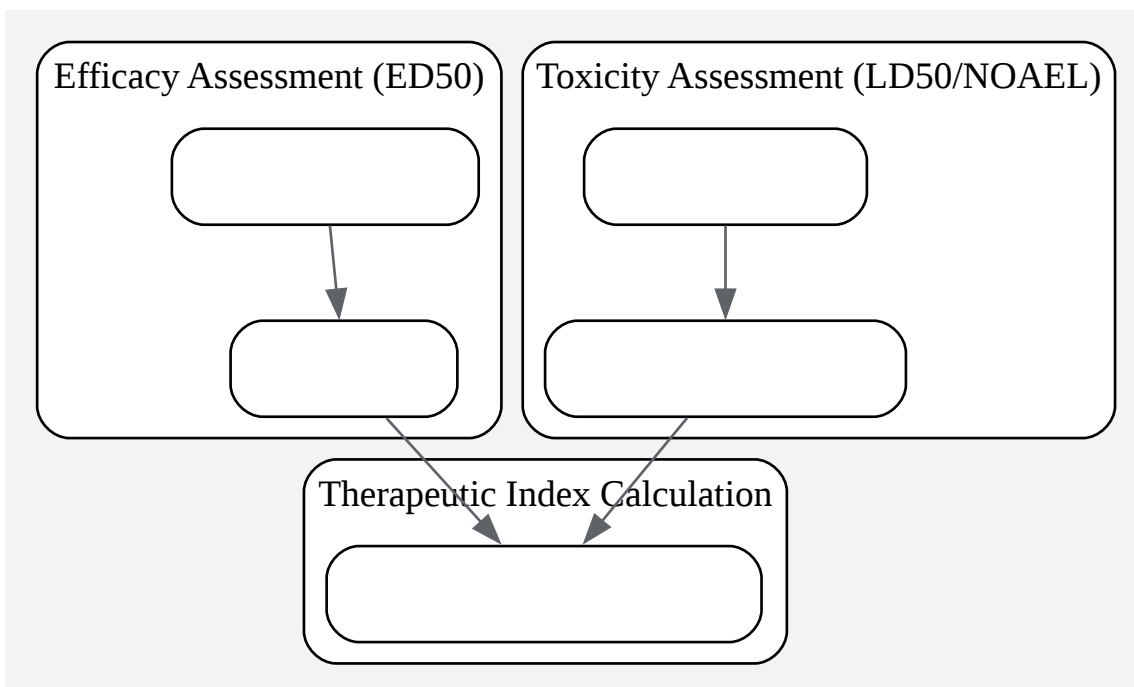 Efficacy Assessment (ED50)
Toxicity Assessment (LD50/NOAEL)
Therapeutic Index Calculation